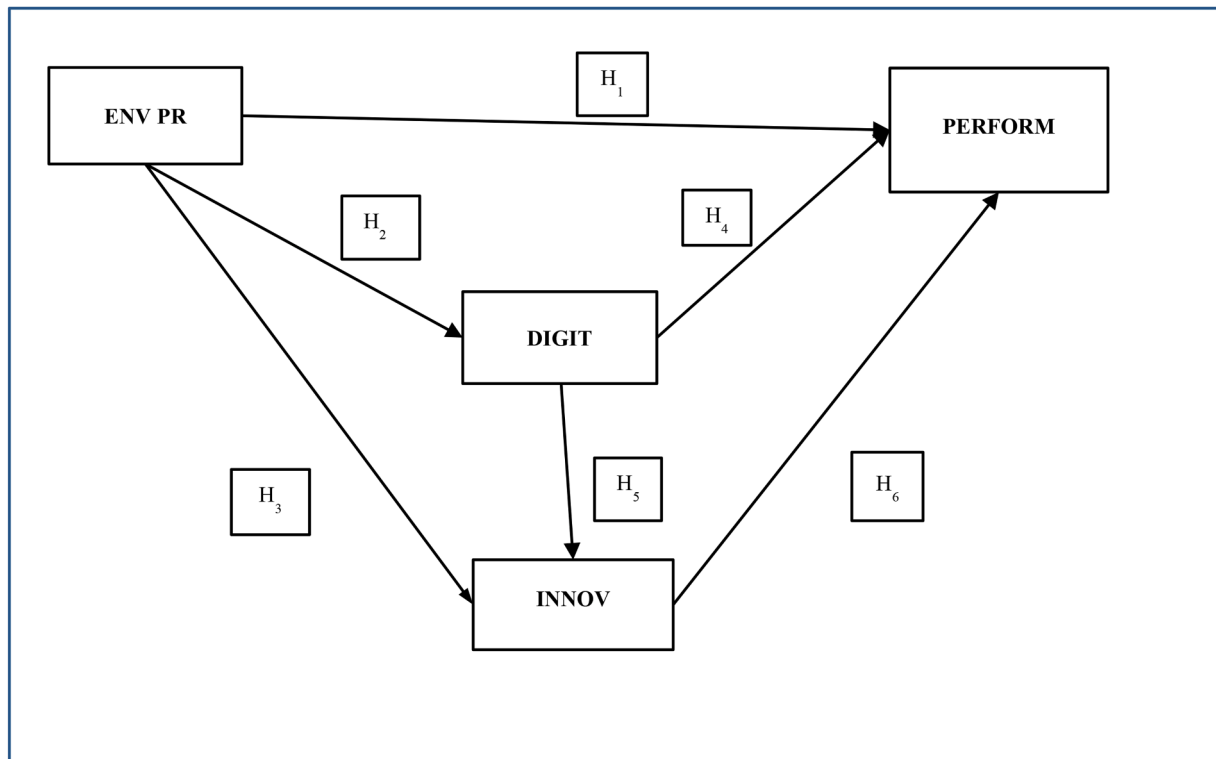 H₁
ENV PR
PERFORM
H₂
H₄
DIGIT
H₃
H₅
H₆
INNOV